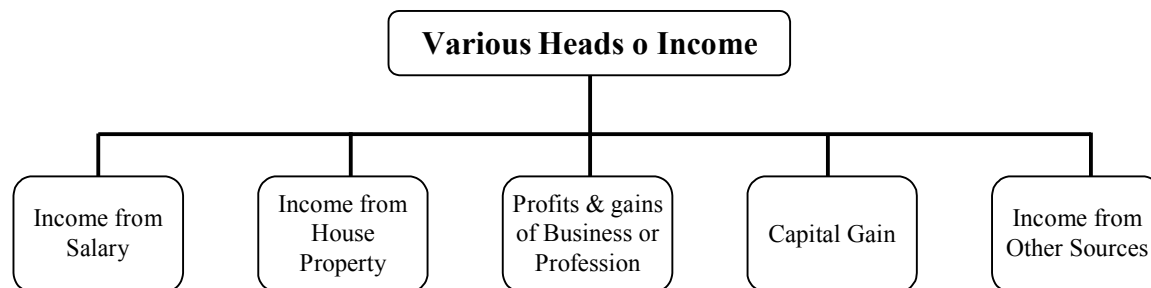 Various Heads o Income
Income from
Salary
Income from
House
Property
Profits & gains
of Business or
Profession
Capital Gain
Income from
Other Sources